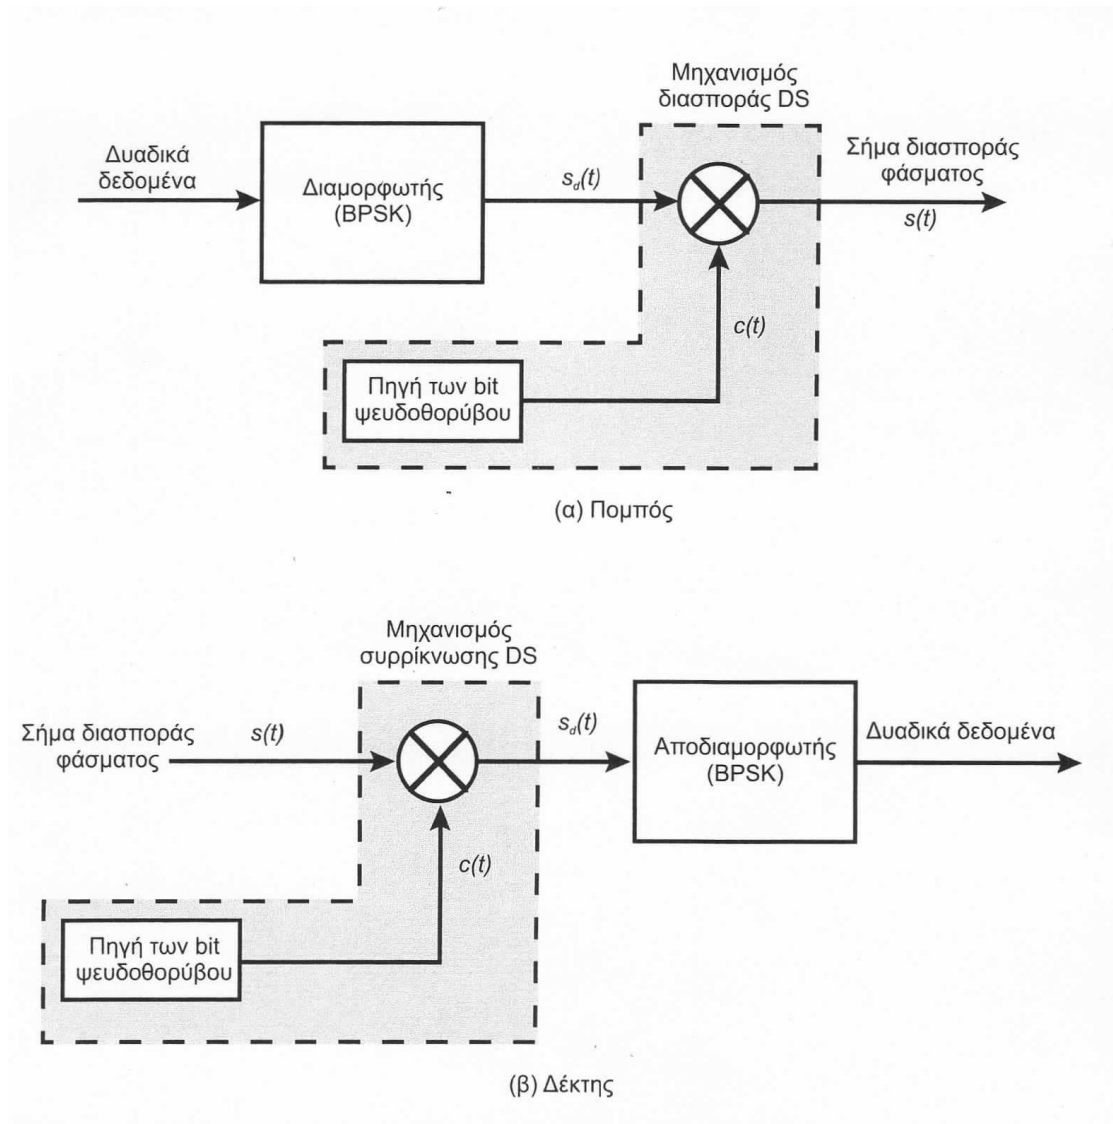 Μηχανισμός
διασποράς DS
Δυαδικά
δεδομένα
Διαμορφωτής
(BPSK)
s_d(t)
Σήμα διασποράς
φάσματος
s(t)
c(t)
Πηγή των bit
ψευδοθορύβου
(α) Πομπός
Μηχανισμός
συρρίκνωσης DS
Σήμα διασποράς
φάσματος
s(t)
s_d(t)
Αποδιαμορφωτής
(BPSK)
Δυαδικά δεδομένα
c(t)
Πηγή των bit
ψευδοθορύβου
(β) Δέκτης